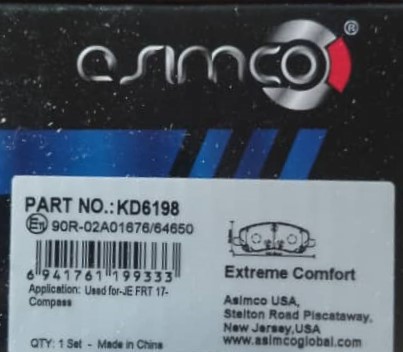 asimco®
PART NO.:KD6198
E11 90R-02A01676/64650
6 941761 199333
Application: Used for-JE FRT 17-
Compass
QTY: 1 Set - Made in China
Extreme Comfort
Asimco USA,
Stelton Road Piscataway,
New Jersey,USA
www.asimcoglobal.com